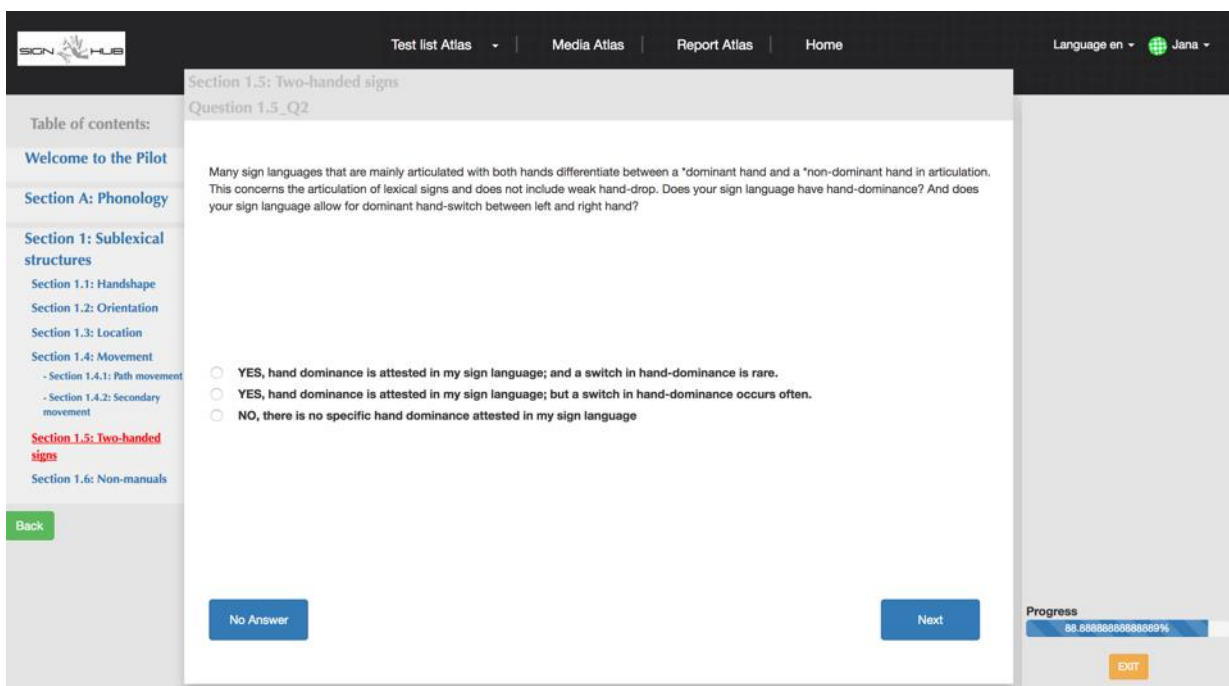 SIGN HUB
Test list Atlas
Media Atlas
Report Atlas
Home
Language en
Jana
Section 1.5: Two-handed signs
Question 1.5_Q2
Table of contents:
Welcome to the Pilot
Section A: Phonology
Section 1: Sublexical
structures
Section 1.1: Handshape
Section 1.2: Orientation
Section 1.3: Location
Section 1.4: Movement
- Section 1.4.1: Path movement
- Section 1.4.2: Secondary
movement
Section 1.5: Two-handed
signs
Section 1.6: Non-manuals
Back
Many sign languages that are mainly articulated with both hands differentiate between a *dominant hand and a *non-dominant hand in articulation.
This concerns the articulation of lexical signs and does not include weak hand-drop. Does your sign language have hand-dominance? And does
your sign language allow for dominant hand-switch between left and right hand?
YES, hand dominance is attested in my sign language; and a switch in hand-dominance is rare.
YES, hand dominance is attested in my sign language; but a switch in hand-dominance occurs often.
NO, there is no specific hand dominance attested in my sign language
No Answer
Next
Progress
88.88888888888889%
EXIT